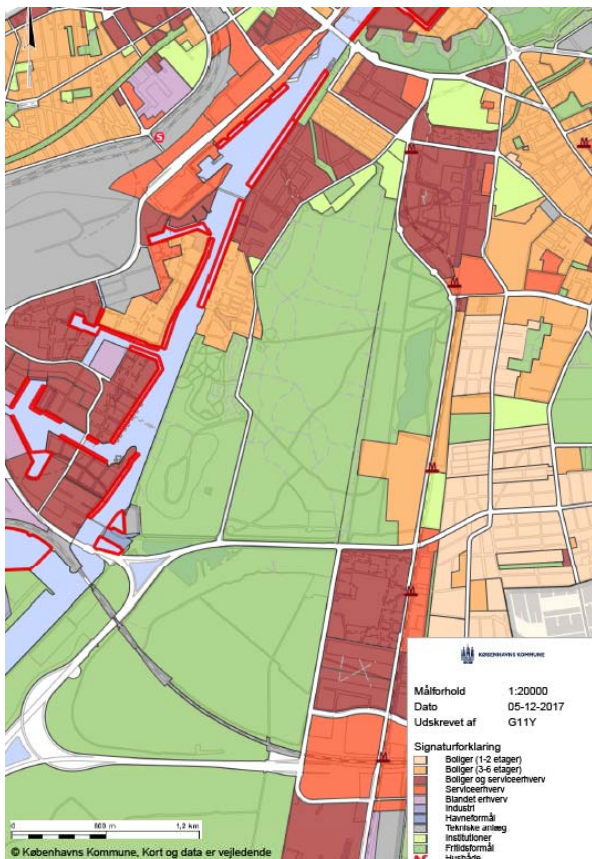 S
M
M
M
M
M
M
KØBENHAVNS KOMMUNE
Målforhold 1:20000
Dato 05-12-2017
Udskrevet af G11Y
Signaturforklaring
Boliger (1-2 etager)
Boliger (3-6 etager)
Boliger og serviceerhverv
Serviceerhverv
Blandet erhverv
Industri
Havneformål
Tekniske anlæg
Institutioner
Fritidsformål
Husbåde
0 600 m 1,2 km
© Københavns Kommune, Kort og data er vejledende